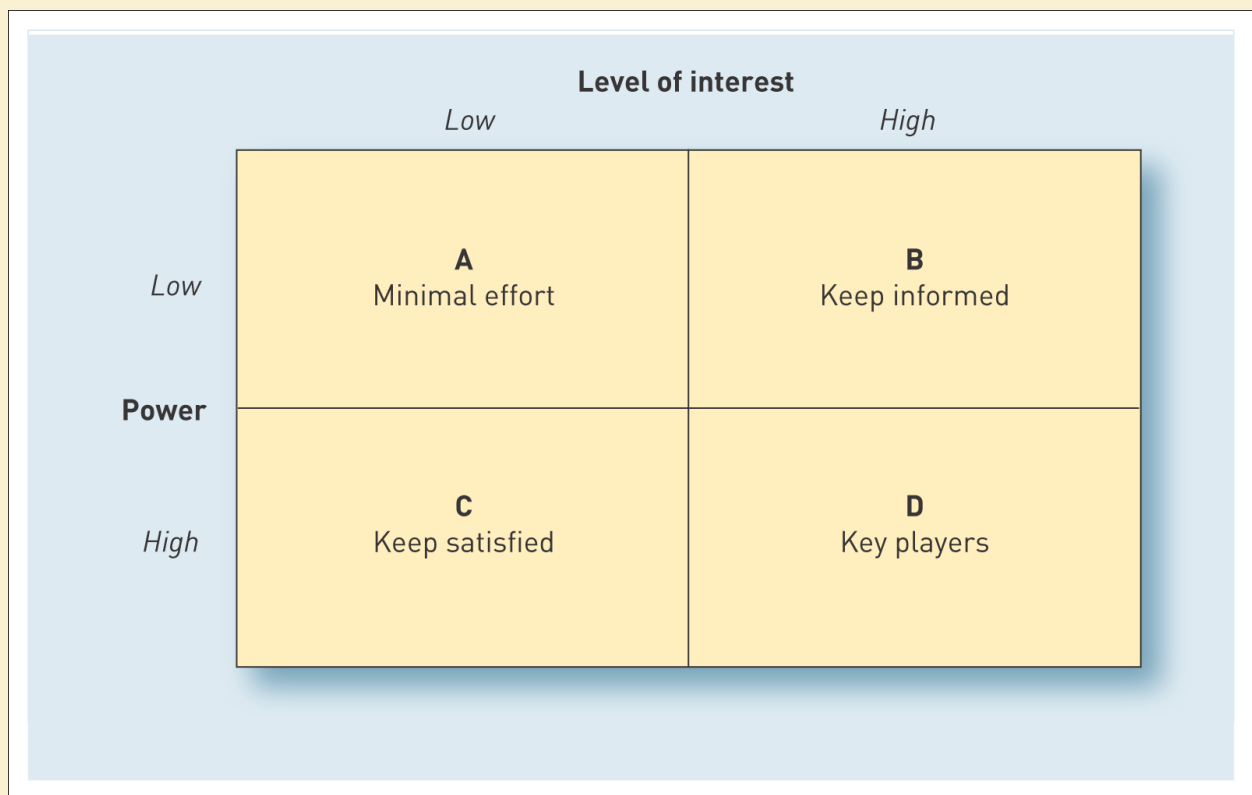 Level of interest
Low
High
Low
A
Minimal effort
B
Keep informed
Power
High
C
Keep satisfied
D
Key players